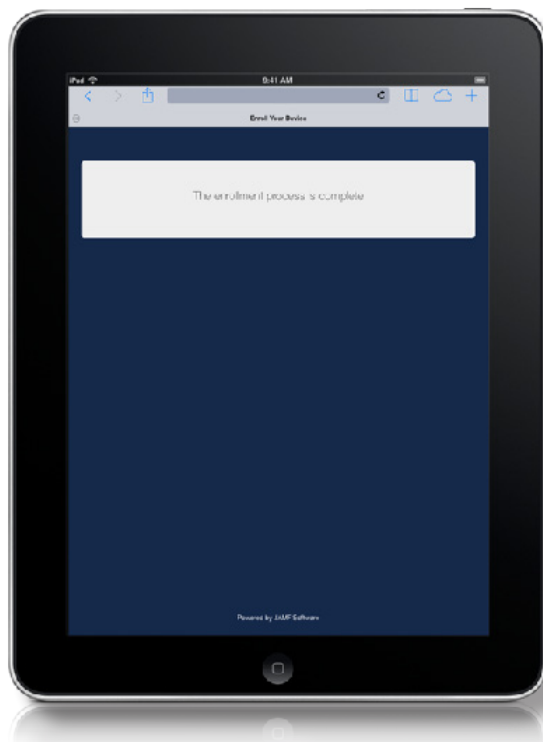 iPad 9:41 AM
Enroll Your Device
The enrollment process is complete
Powered by JAMF Software